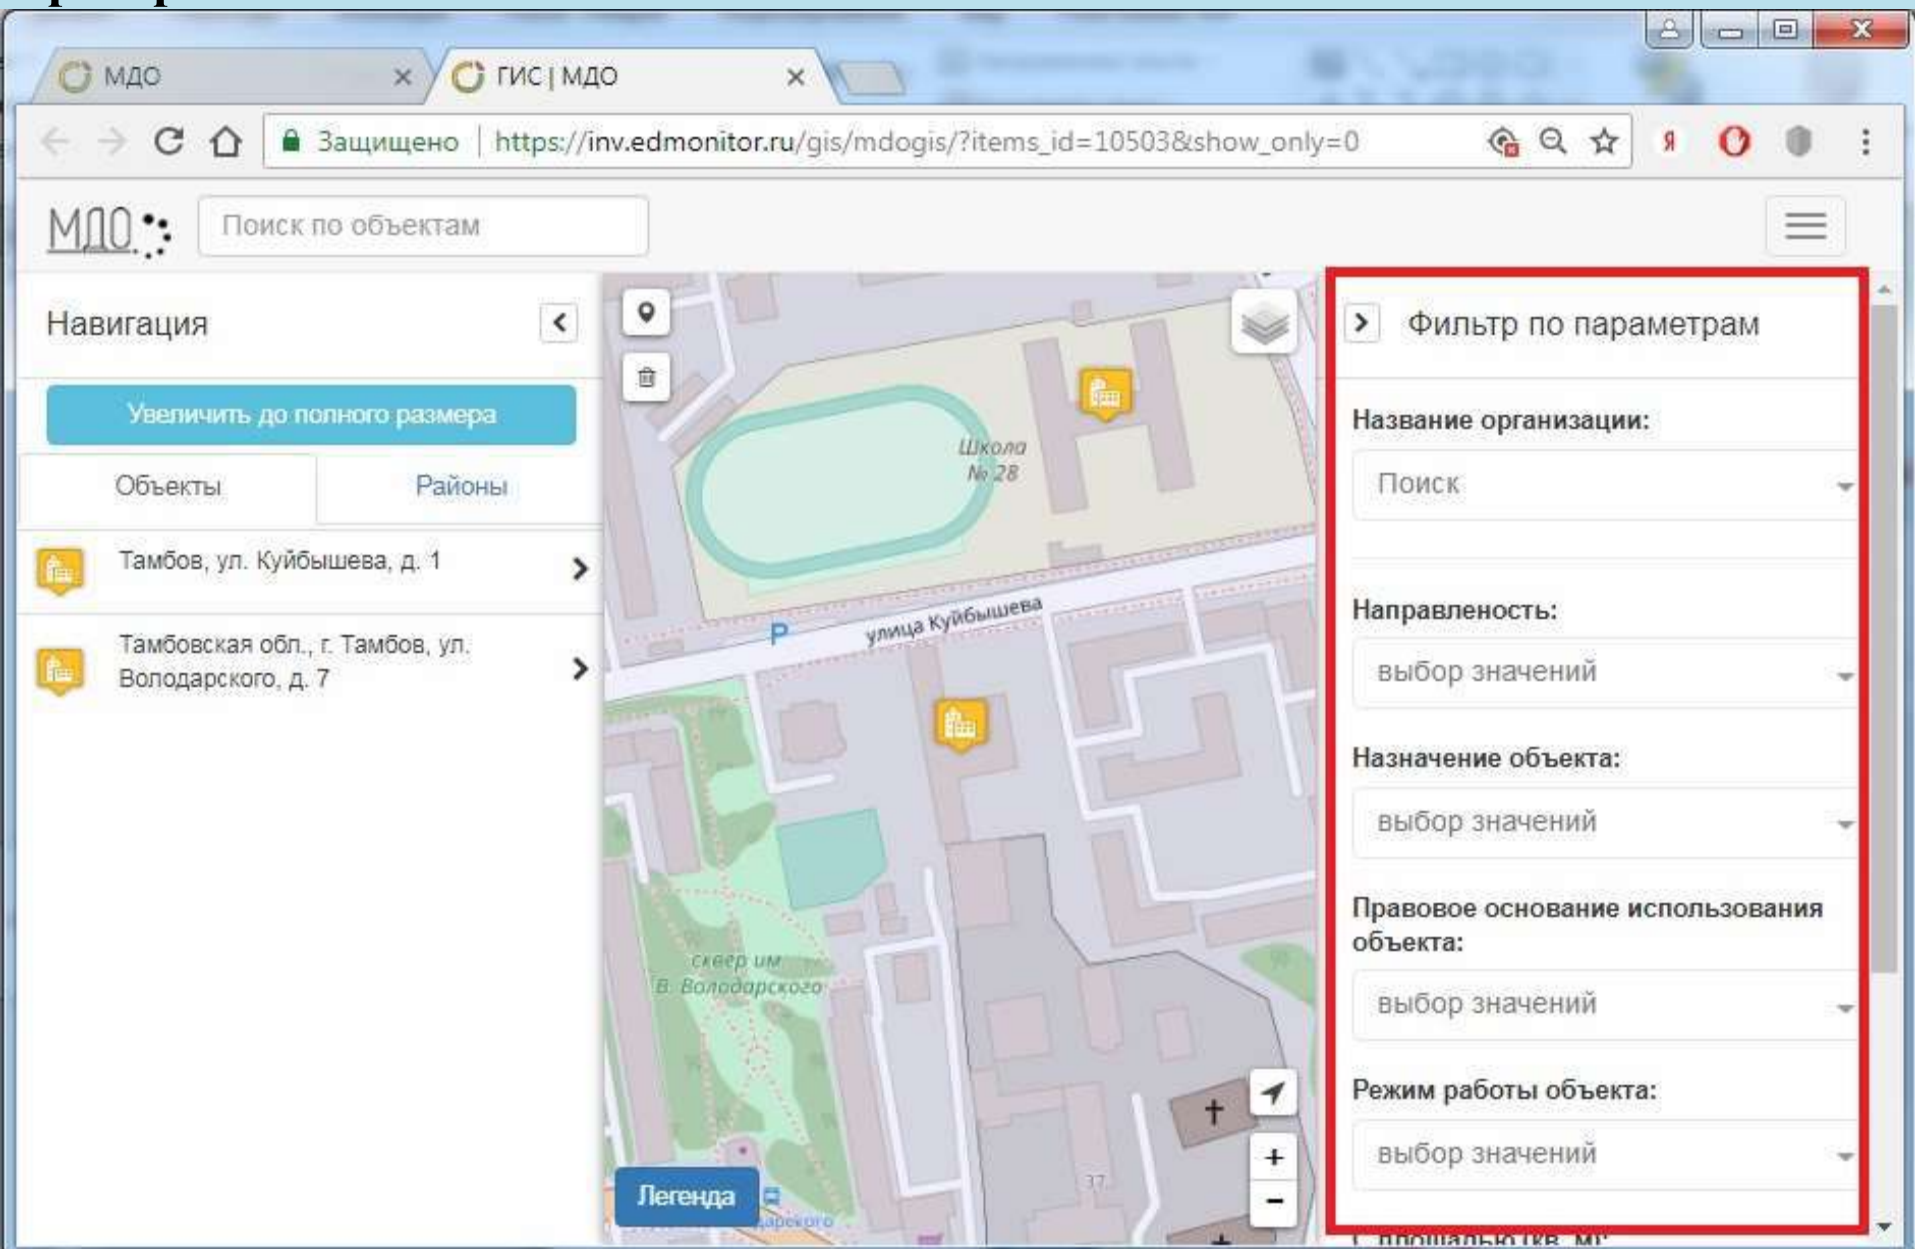 МДО
ГИС | МДО
Защищено
https://inv.edmonitor.ru/gis/mdogis/?items_id=10503&show_only=0
Я
МДО
Поиск по объектам
Навигация
Увеличить до полного размера
Объекты
Районы
Тамбов, ул. Куйбышева, д. 1
Тамбовская обл., г. Тамбов, ул.
Володарского, д. 7
Школа
№ 28
P
улица Куйбышева
сквер им
В. Володарского
37
Легенда
+
−
Фильтр по параметрам
Название организации:
Поиск
Направленость:
выбор значений
Назначение объекта:
выбор значений
Правовое основание использования
объекта:
выбор значений
Режим работы объекта:
выбор значений
С площадью (кв. м):